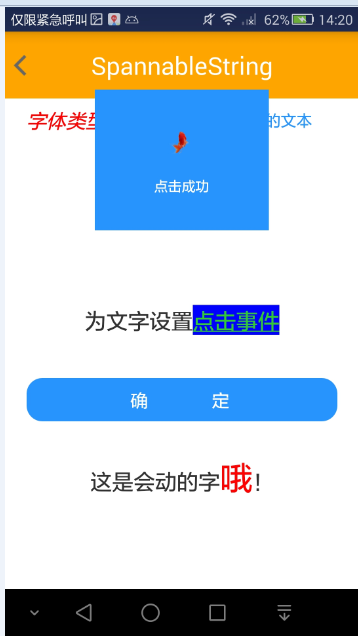 仅限紧急呼叫 62% 14:20
SpannableString
字体类型 的文本
点击成功
为文字设置点击事件
确 定
这是会动的字哦!